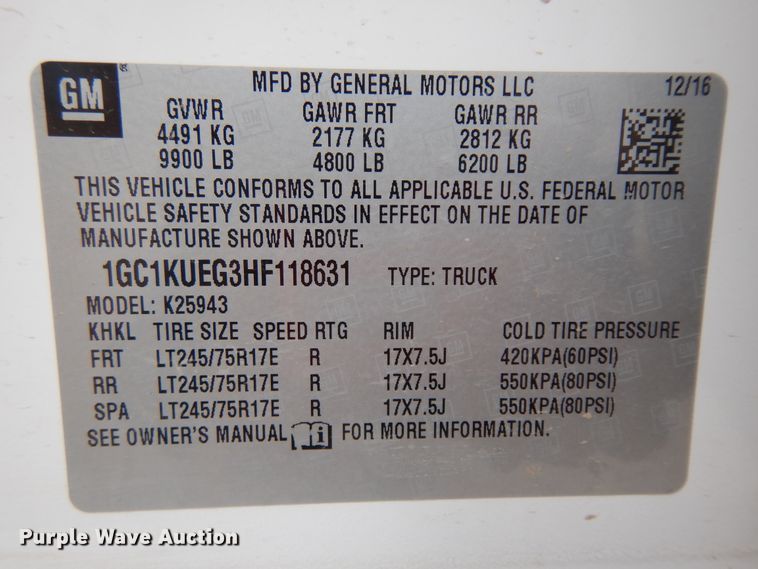 GM
MFD BY GENERAL MOTORS LLC 12/16
GVWR GAWR FRT GAWR RR
4491 KG 2177 KG 2812 KG
9900 LB 4800 LB 6200 LB
THIS VEHICLE CONFORMS TO ALL APPLICABLE U.S. FEDERAL MOTOR
VEHICLE SAFETY STANDARDS IN EFFECT ON THE DATE OF
MANUFACTURE SHOWN ABOVE.
1GC1KUEG3HF118631 TYPE: TRUCK
MODEL: K25943
KHKL TIRE SIZE SPEED RTG RIM COLD TIRE PRESSURE
FRT LT245/75R17E R 17X7.5J 420KPA(60PSI)
RR LT245/75R17E R 17X7.5J 550KPA(80PSI)
SPA LT245/75R17E R 17X7.5J 550KPA(80PSI)
SEE OWNER'S MANUAL i FOR MORE INFORMATION.
Purple Wave Auction